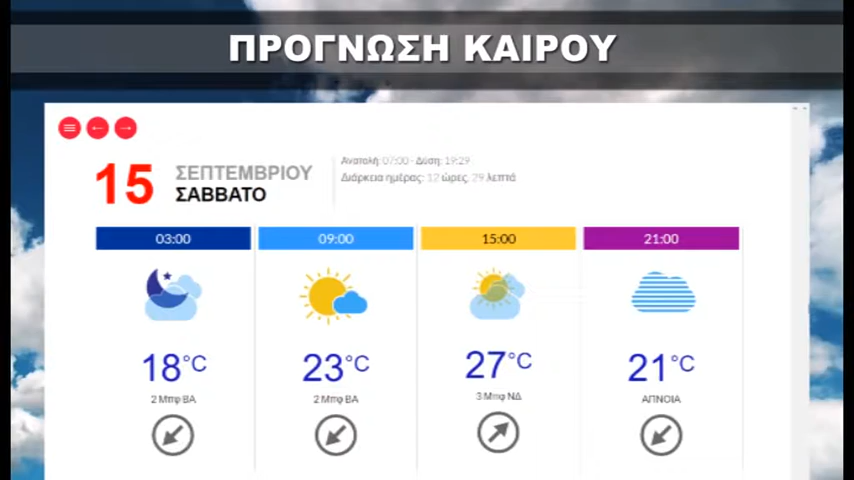 ΠΡΟΓΝΩΣΗ ΚΑΙΡΟΥ
15 ΣΕΠΤΕΜΒΡΙΟΥ
ΣΑΒΒΑΤΟ
Ανατολή: 07:00 - Δύση: 19:29
Διάρκεια ημέρας: 12 ώρες, 29 λεπτά
03:00 09:00 15:00 21:00
18°C 23°C 27°C 21°C
2 Μπφ ΒΑ 2 Μπφ ΒΑ 3 Μπφ ΝΔ ΑΠΝΟΙΑ